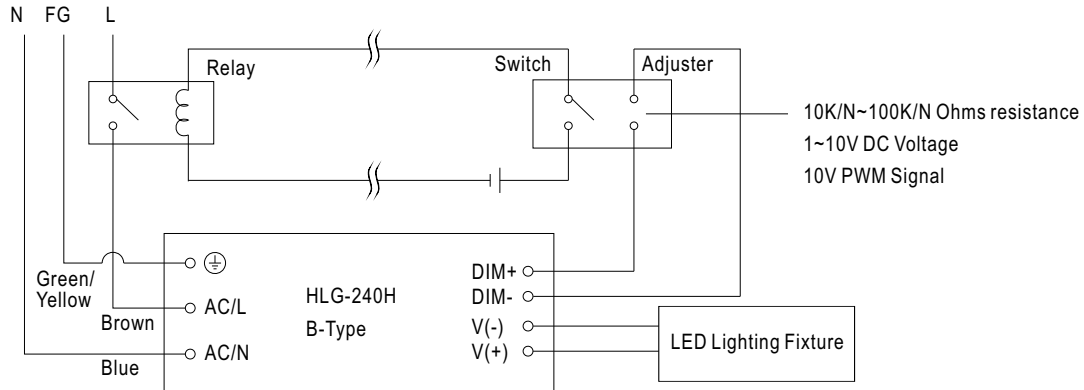 N FG L
Relay
Switch
Adjuster
10K/N~100K/N Ohms resistance
1~10V DC Voltage
10V PWM Signal
Green/
Yellow
Brown
Blue
AC/L
AC/N
HLG-240H
B-Type
DIM+
DIM-
V(-)
V(+)
LED Lighting Fixture